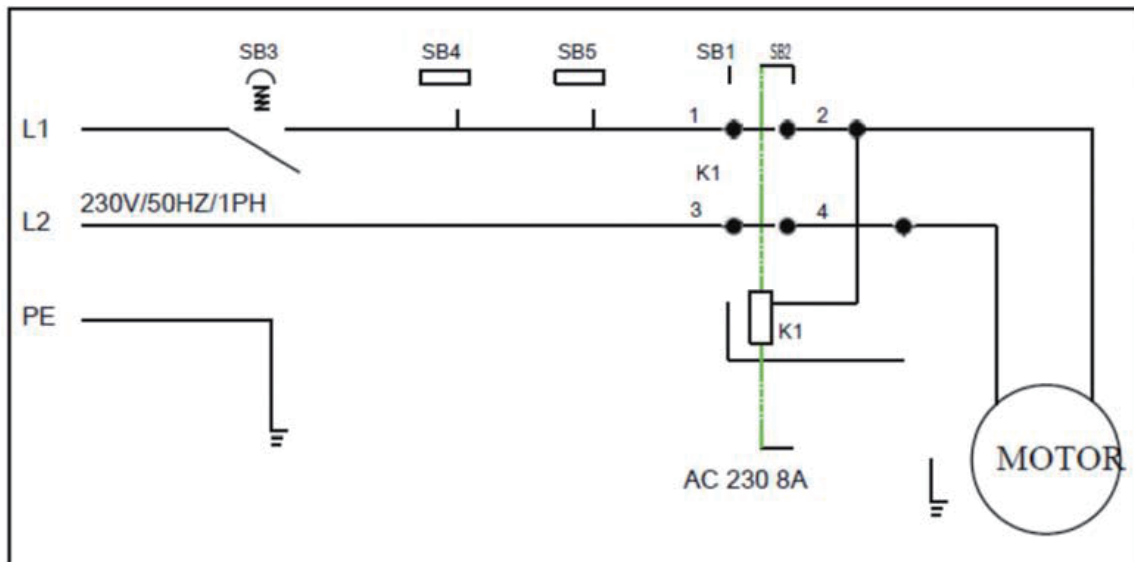 SB3 SB4 SB5 SB1 SB2
L1 1 2
K1
230V/50HZ/1PH
L2 3 4
PE
K1
MOTOR
AC 230 8A